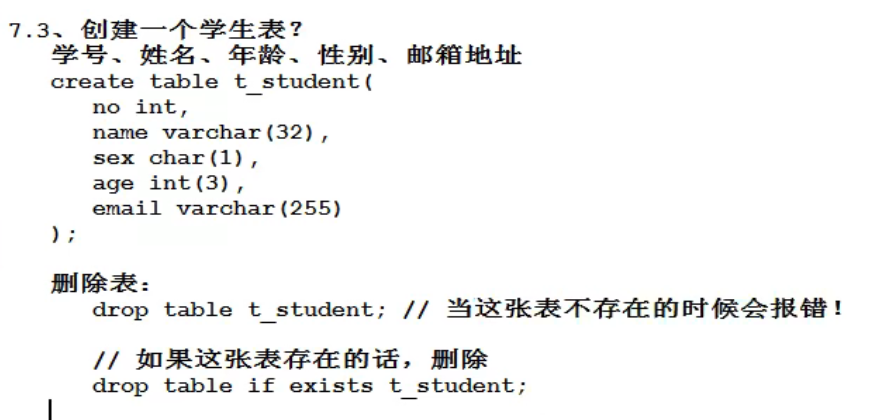 7.3、创建一个学生表？
学号、姓名、年龄、性别、邮箱地址
create table t_student(
no int,
name varchar(32),
sex char(1),
age int(3),
email varchar(255)
);
删除表：
drop table t_student; // 当这张表不存在的时候会报错！
// 如果这张表存在的话，删除
drop table if exists t_student;